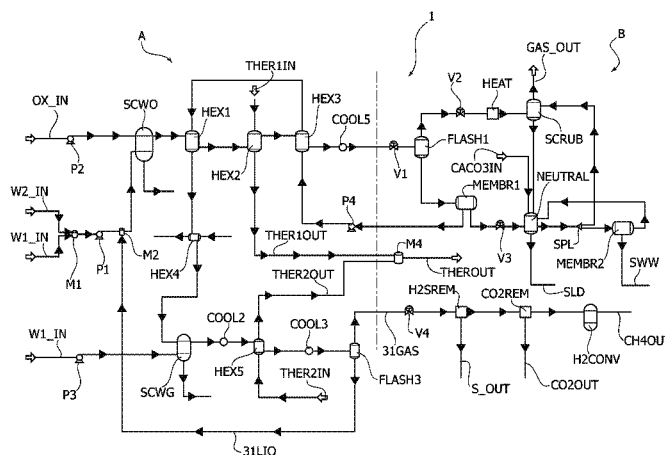 A
1
B
GAS_OUT
THER1IN
V2
HEAT
OX_IN
SCWO
HEX1
HEX3
COOL5
FLASH1
SCRUB
P2
HEX2
V1
CACO3IN
NEUTRAL
W2_IN
MEMBR1
P4
W1_IN
M2
THER1OUT
M4
V3
SPL
M1
P1
HEX4
THER2OUT
THEROUT
MEMBR2
SLD
SWW
COOL2
H2SREM
CO2REM
W1_IN
COOL3
V4
CH4OUT
P3
SCWG
HEX5
31GAS
H2CONV
FLASH3
THER2IN
S_OUT
CO2OUT
31LIQ